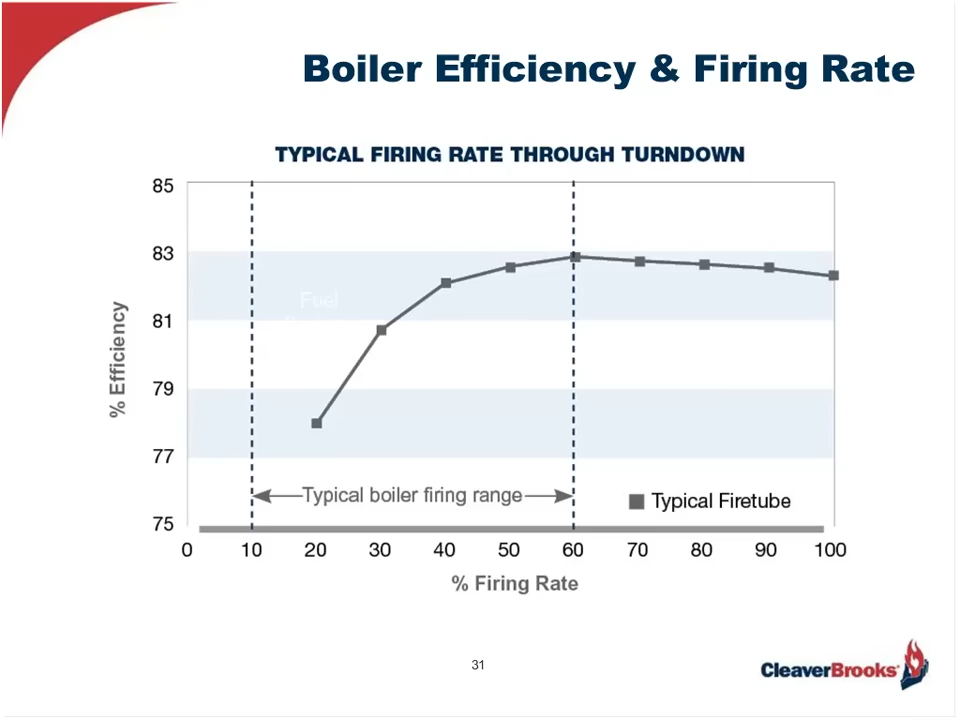 Boiler Efficiency & Firing Rate
TYPICAL FIRING RATE THROUGH TURNDOWN
85
83
81
79
77
75
% Efficiency
Fuel
Typical boiler firing range
Typical Firetube
0 10 20 30 40 50 60 70 80 90 100
% Firing Rate
31
CleaverBrooks